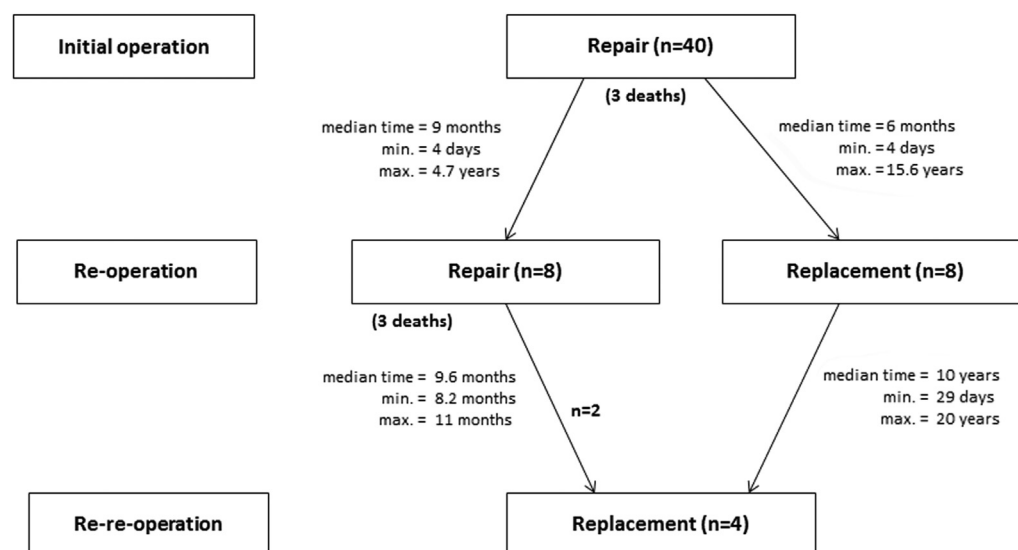 Initial operation
Repair (n=40)
(3 deaths)
median time = 9 months
min. = 4 days
max. = 4.7 years
median time =6 months
min. =4 days
max. =15.6 years
Re-operation
Repair (n=8)
Replacement (n=8)
(3 deaths)
median time = 9.6 months
min. = 8.2 months
max. = 11 months
n=2
median time = 10 years
min. = 29 days
max. = 20 years
Re-re-operation
Replacement (n=4)